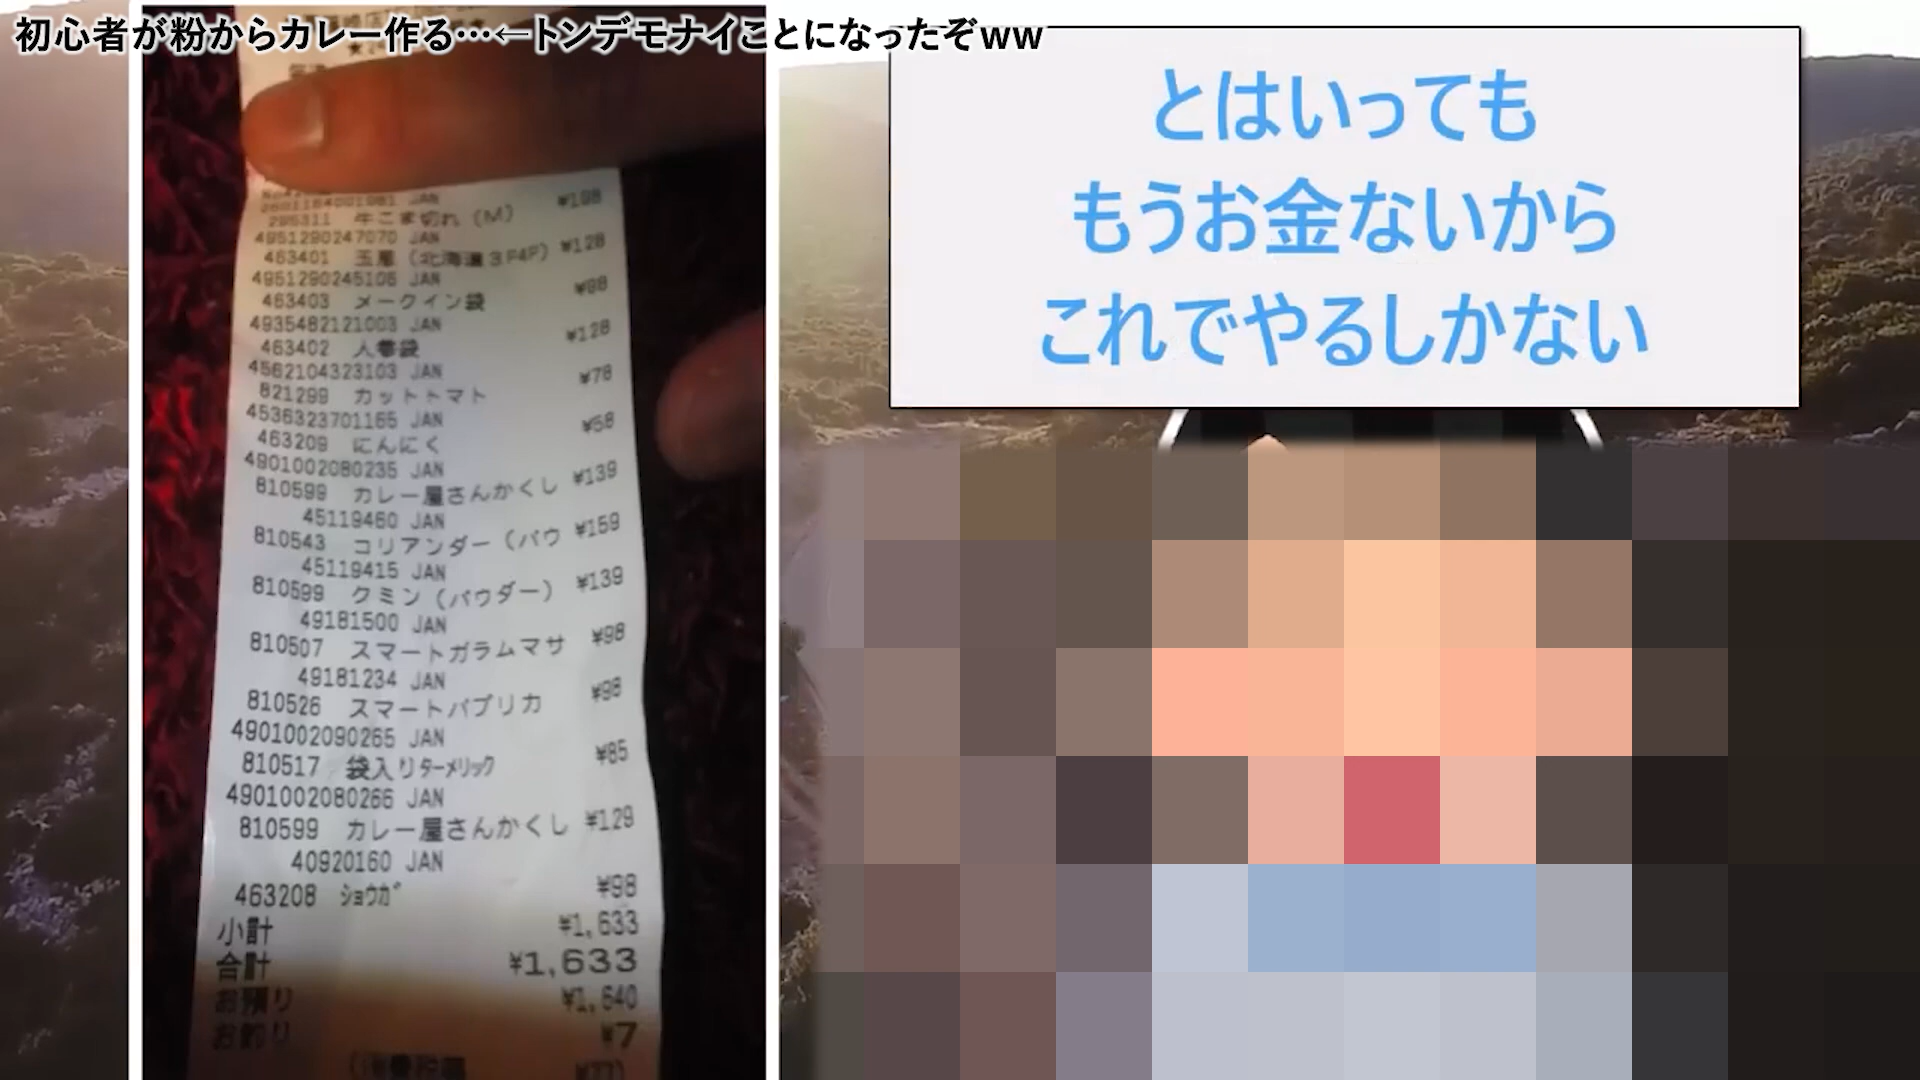 初心者が粉からカレー作る…←トンデモナイことになったぞww
とはいっても
もうお金ないから
これでやるしかない
295311 牛こま切れ(M) ¥198
4951290247070 JAN
463401 玉葱(北海道3P4P) ¥128
4951290245106 JAN
463403 メークイン袋 ¥98
4935482121003 JAN
463402 人参袋 ¥128
4562104323103 JAN
821299 カットトマト ¥78
4536323701165 JAN
463209 にんにく ¥58
4901002080235 JAN
810599 カレー屋さんかくし ¥139
45119460 JAN
810543 コリアンダー(パウ ¥159
45119415 JAN
810599 クミン(パウダー) ¥139
49181500 JAN
810507 スマートガラムマサ ¥98
49181234 JAN
810526 スマートパプリカ ¥98
4901002090265 JAN
810517 袋入りターメリック ¥85
4901002080266 JAN
810599 カレー屋さんかくし ¥129
40920160 JAN
463208 ショウガ ¥98
小計 ¥1,633
合計 ¥1,633
お預り ¥1,640
お釣り ¥7